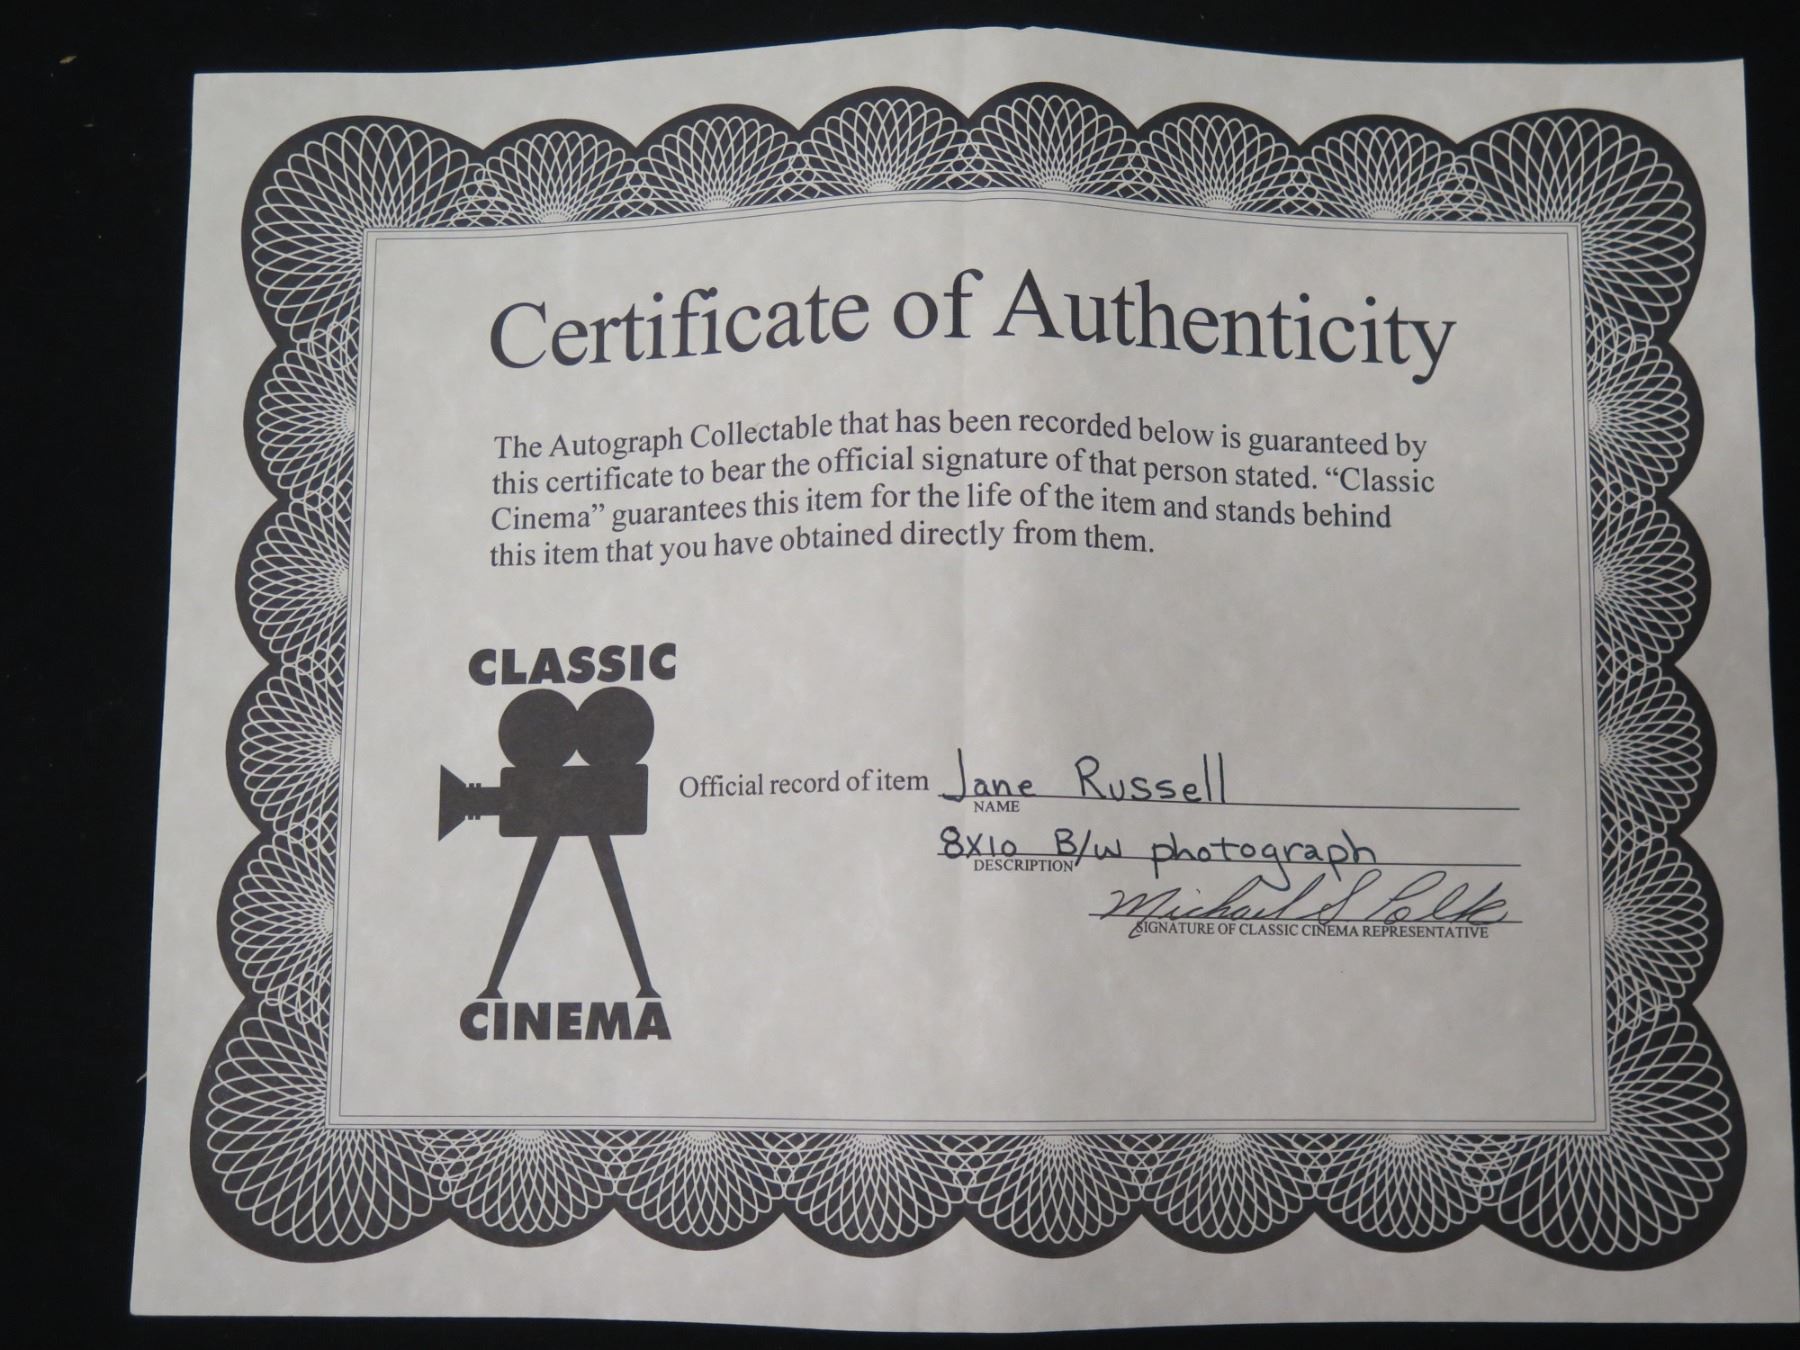 Certificate of Authenticity
The Autograph Collectable that has been recorded below is guaranteed by
this certificate to bear the official signature of that person stated. “Classic
Cinema” guarantees this item for the life of the item and stands behind
this item that you have obtained directly from them.
CLASSIC
CINEMA
Official record of item Jane Russell
NAME
8x10 B/W photograph
DESCRIPTION
Michael S Polk
SIGNATURE OF CLASSIC CINEMA REPRESENTATIVE